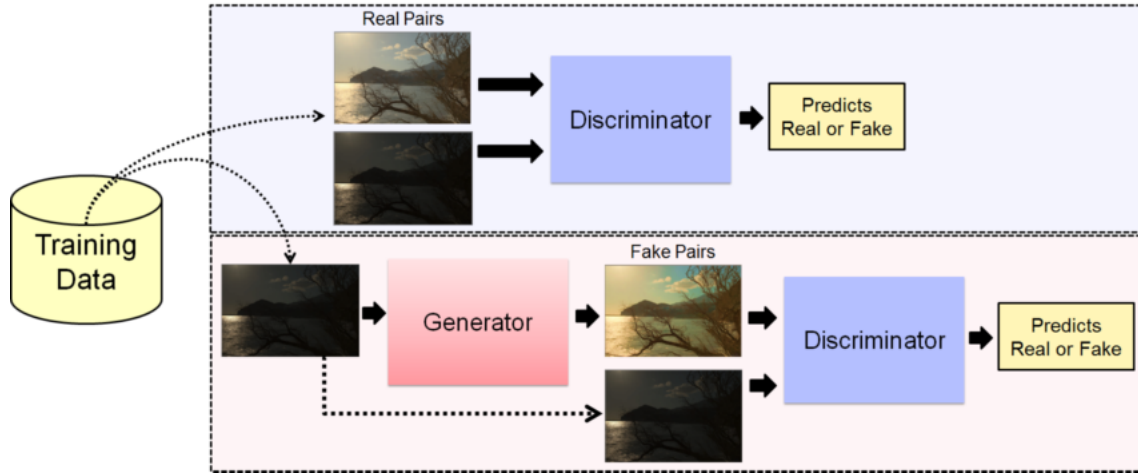 Real Pairs
Discriminator
Predicts
Real or Fake
Training
Data
Fake Pairs
Generator
Discriminator
Predicts
Real or Fake